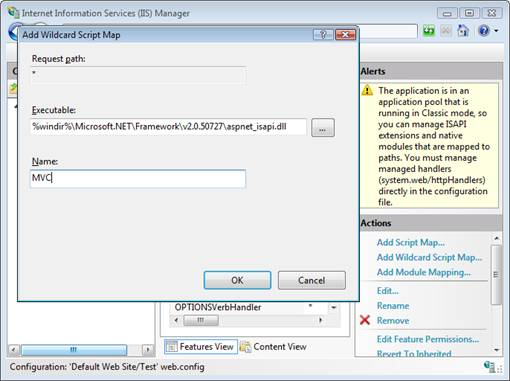 Internet Information Services (IIS) Manager
Add Wildcard Script Map
Request path:
*
Executable:
%windir%\Microsoft.NET\Framework\v2.0.50727\aspnet_isapi.dll
...
Name:
MVC
OK
Cancel
OPTIONSVerbHandler
*
Features View
Content View
Alerts
The application is in an
application pool that is
running in Classic mode, so
you can manage ISAPI
extensions and native
modules that are mapped to
paths. You must manage
managed handlers
(system.web/httpHandlers)
directly in the configuration
file.
Actions
Add Script Map...
Add Wildcard Script Map...
Add Module Mapping...
Edit...
Rename
Remove
Edit Feature Permissions...
Revert To Inherited
Configuration: 'Default Web Site/Test' web.config